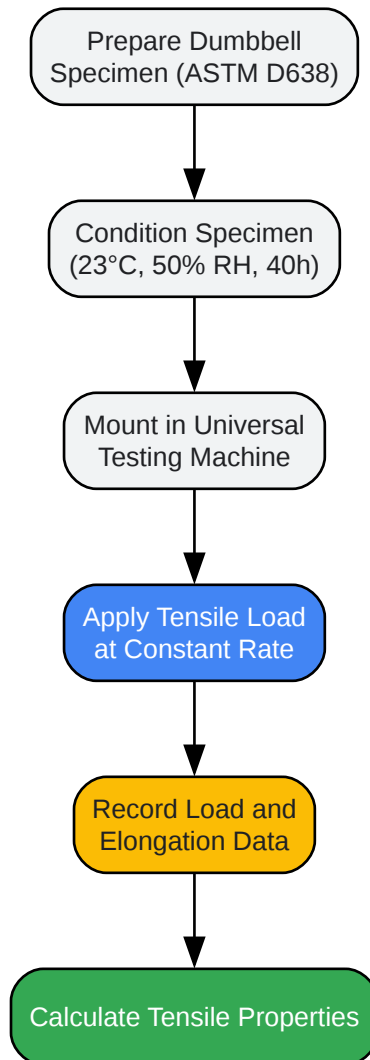 Prepare Dumbbell
Specimen (ASTM D638)
Condition Specimen
(23°C, 50% RH, 40h)
Mount in Universal
Testing Machine
Apply Tensile Load
at Constant Rate
Record Load and
Elongation Data
Calculate Tensile Properties